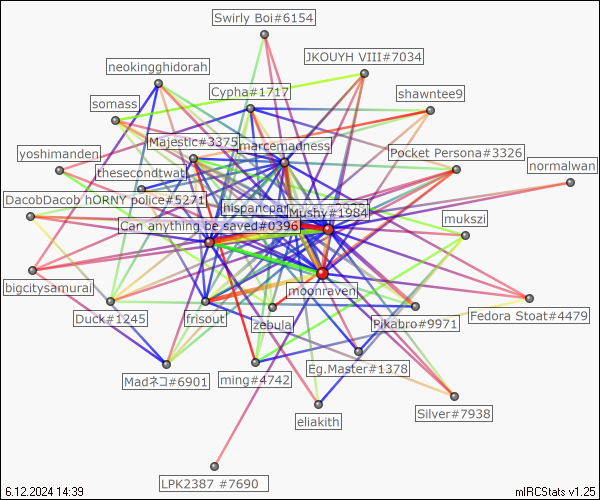 Swirly Boi#6154
JKOUYH VIII#7034
neokingghidorah
Cypha#1717
shawntee9
somass
Majestic#3375
marcemadness
yoshimanden
Pocket Persona#3326
thesecondtwat
normalwan
DacobDacob hORNY police#5271
Mushy#1984
mukszi
Can anything be saved#0396
bigcitysamurai
moonraven
Duck#1245
frisout
zebula
Pikabro#9971
Fedora Stoat#4479
Eg.Master#1378
Madネコ#6901
ming#4742
Silver#7938
eliakith
LPK2387 #7690
6.12.2024 14:39
mIRCStats v1.25